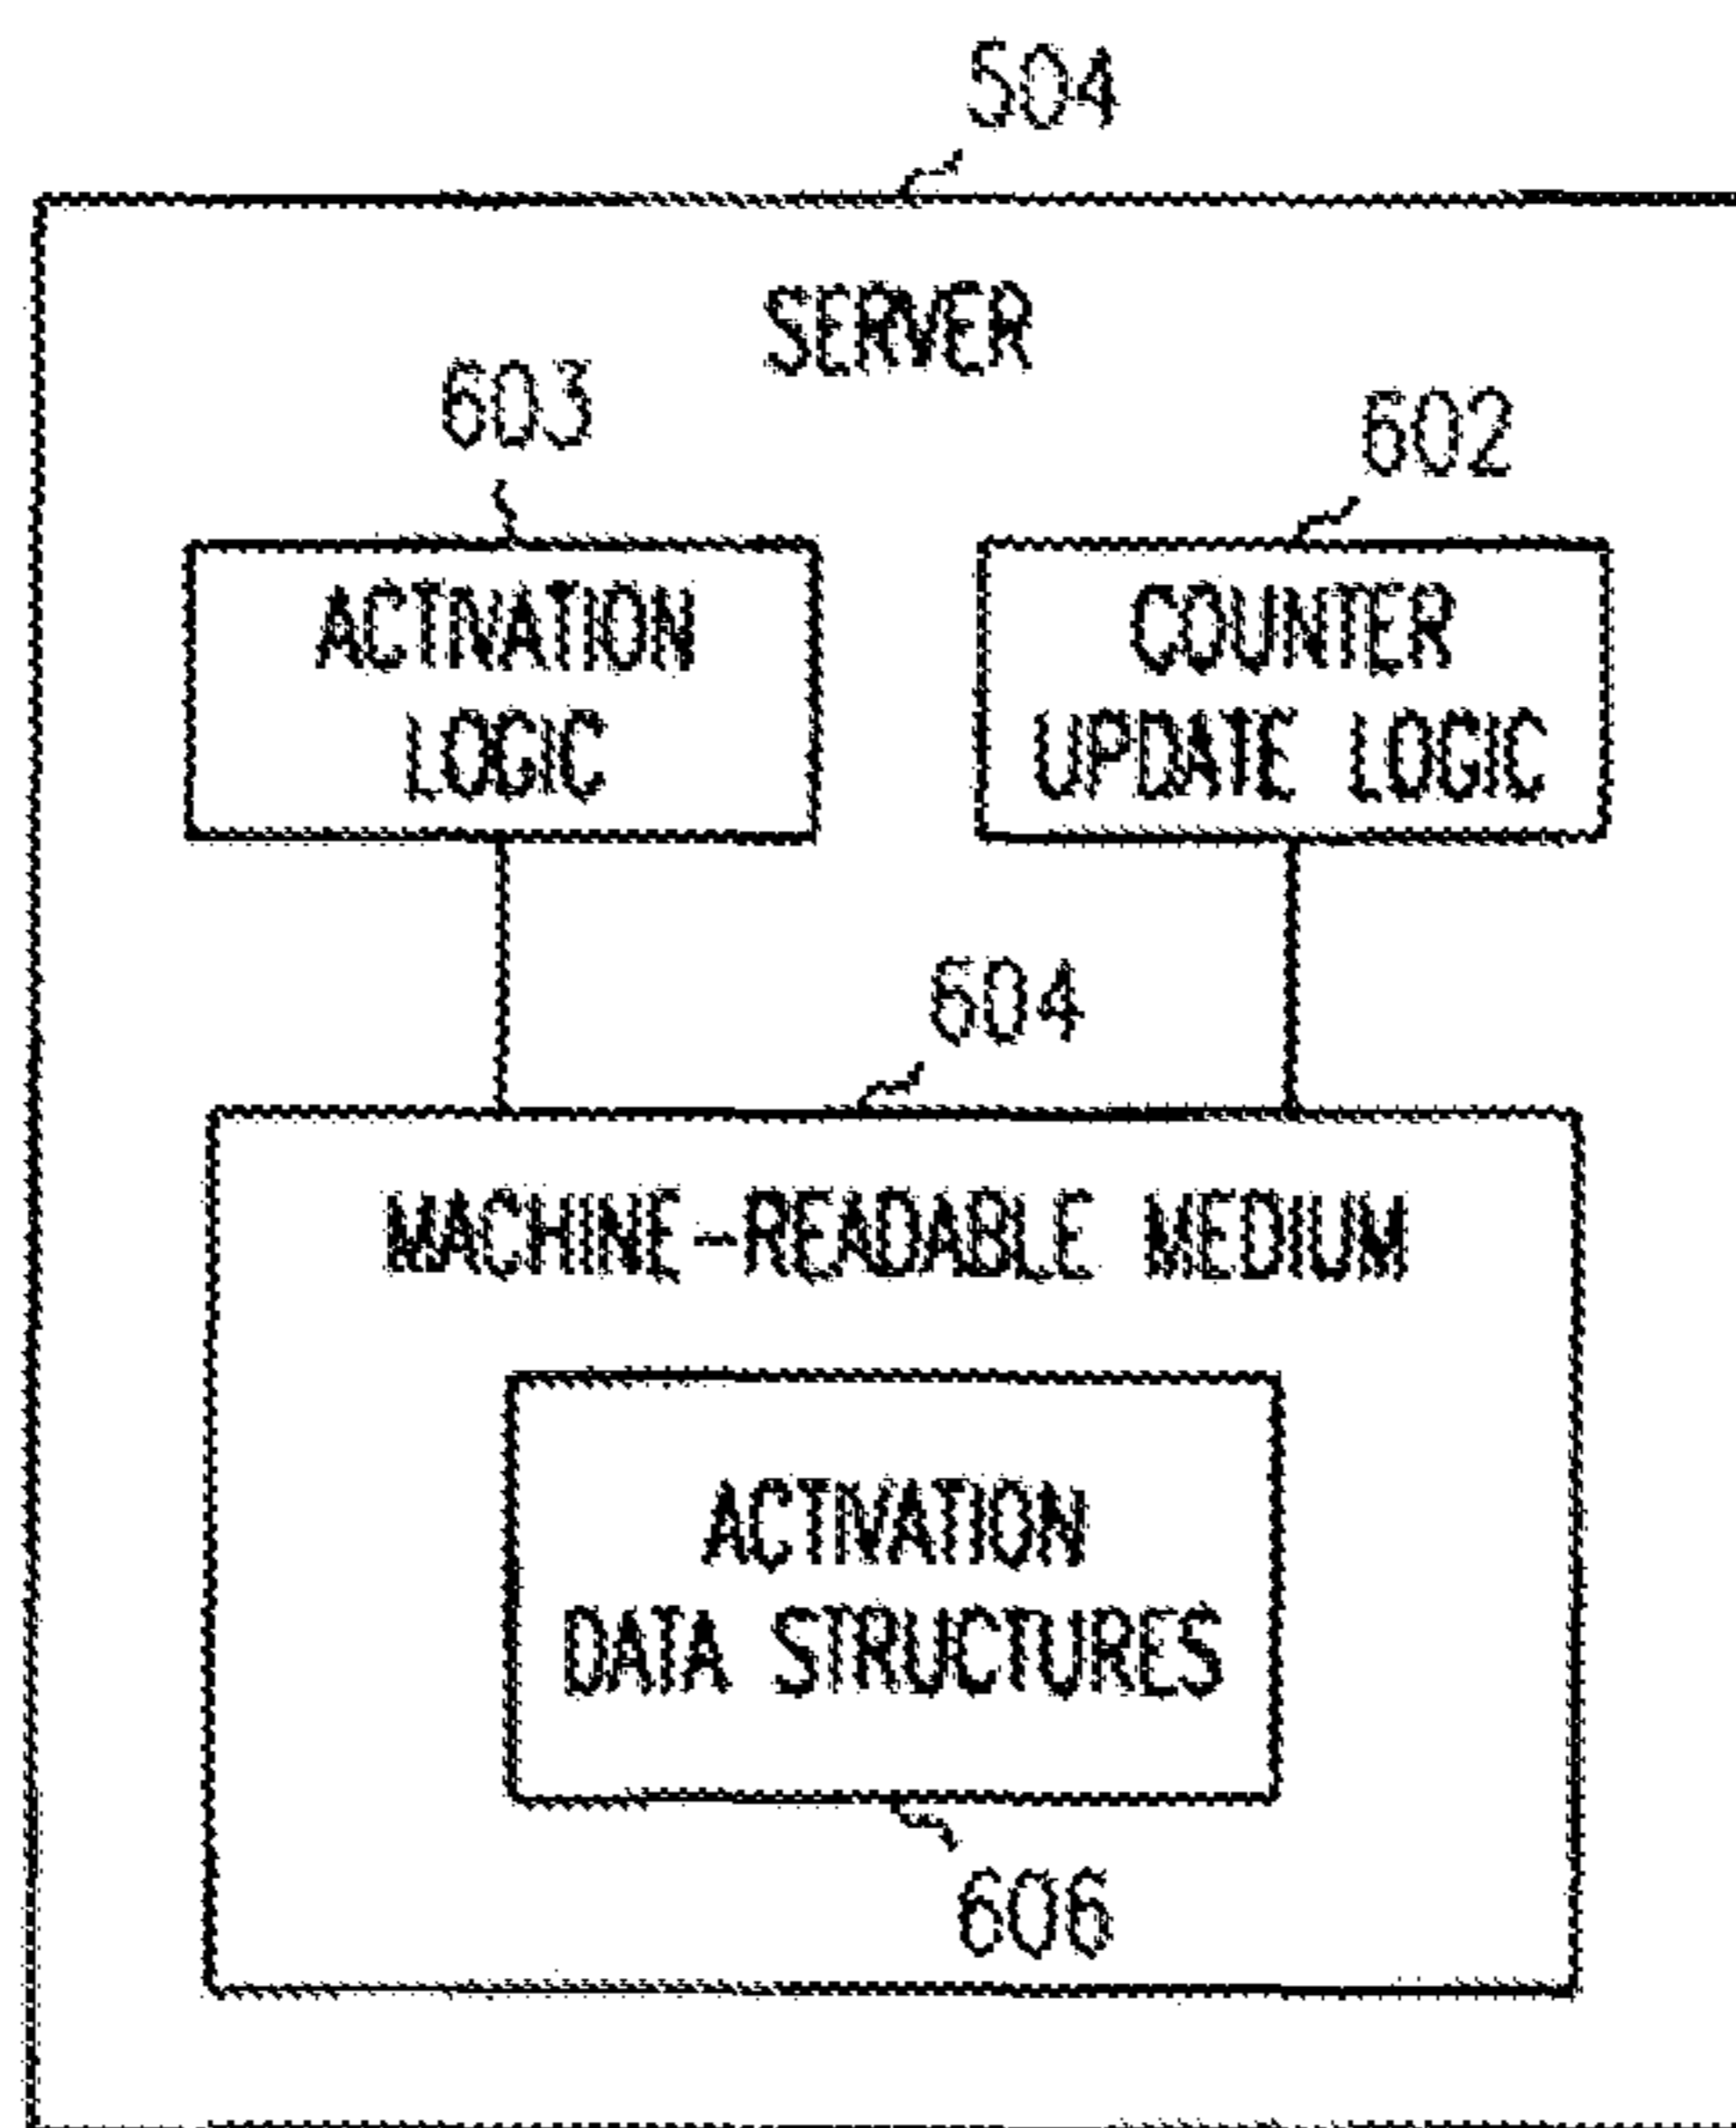 504
SERVER
603
602
ACTIVATION
LOGIC
COUNTER
UPDATE LOGIC
604
MACHINE-READABLE MEDIUM
ACTIVATION
DATA STRUCTURES
606